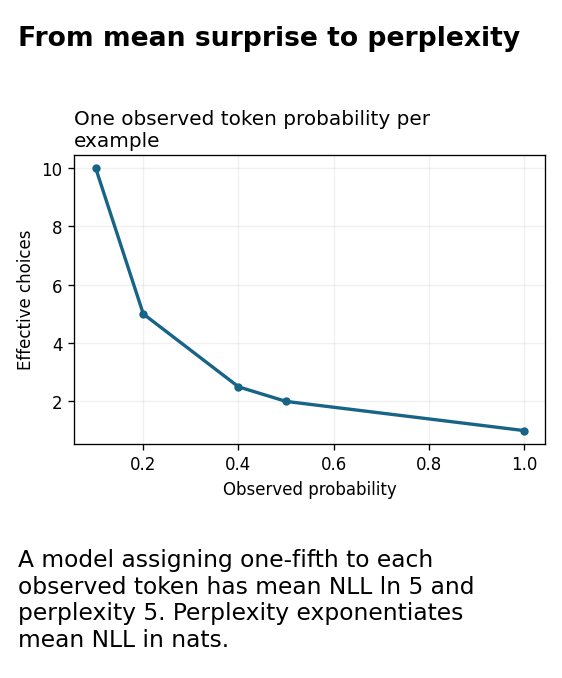 From mean surprise to perplexity
One observed token probability per
example
Effective choices
10
8
6
4
2
0.2 0.4 0.6 0.8 1.0
Observed probability
A model assigning one-fifth to each
observed token has mean NLL ln 5 and
perplexity 5. Perplexity exponentiates
mean NLL in nats.